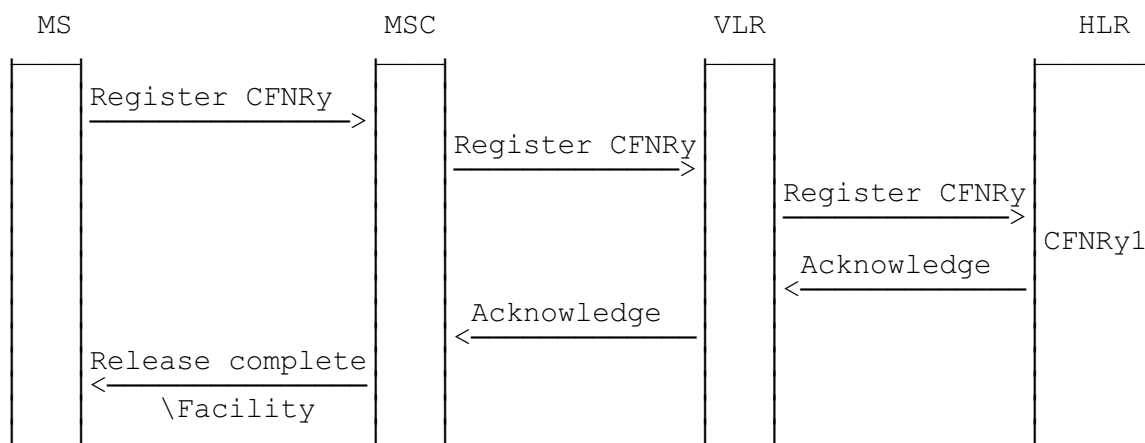 MS MSC VLR HLR
Register CFNRy
Register CFNRy
Register CFNRy
CFNRy1
Acknowledge
Acknowledge
Release complete
\Facility